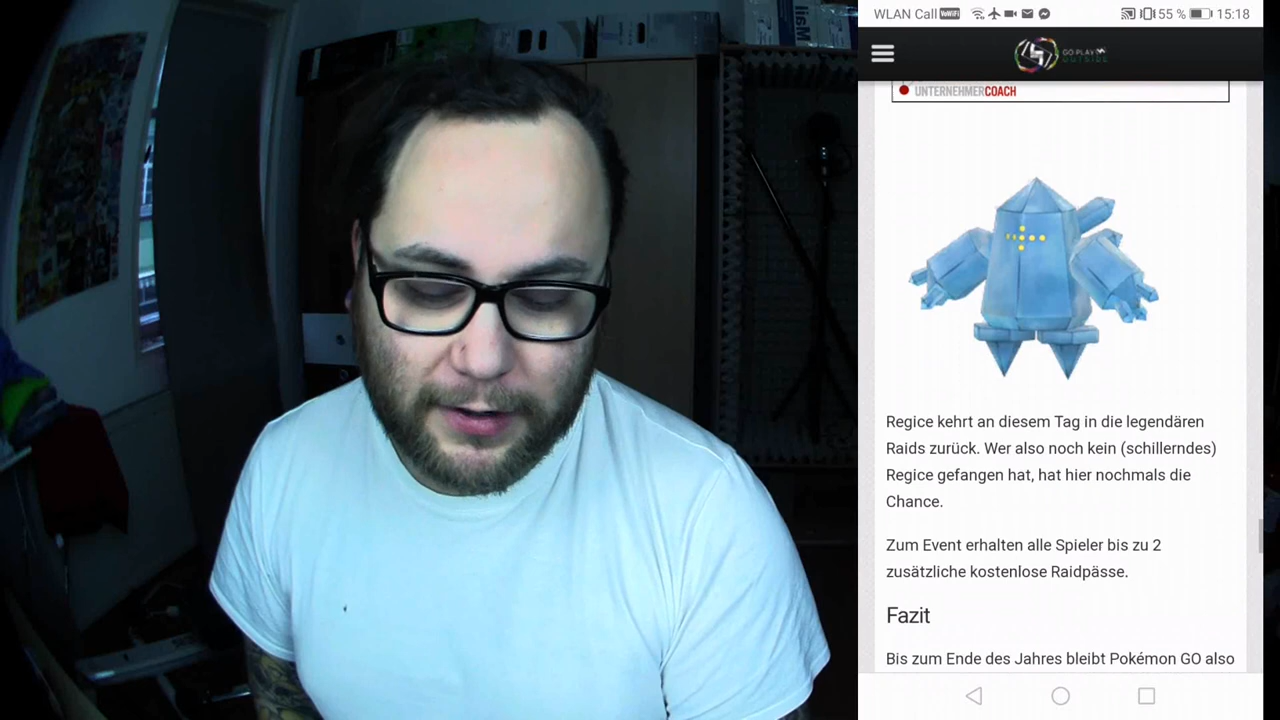 WLAN Call VoWiFi 55 % 15:18
GO PLAY
OUTSIDE
UNTERNEHMERCOACH
Regice kehrt an diesem Tag in die legendären
Raids zurück. Wer also noch kein (schillerndes)
Regice gefangen hat, hat hier nochmals die
Chance.
Zum Event erhalten alle Spieler bis zu 2
zusätzliche kostenlose Raidpässe.
Fazit
Bis zum Ende des Jahres bleibt Pokémon GO also